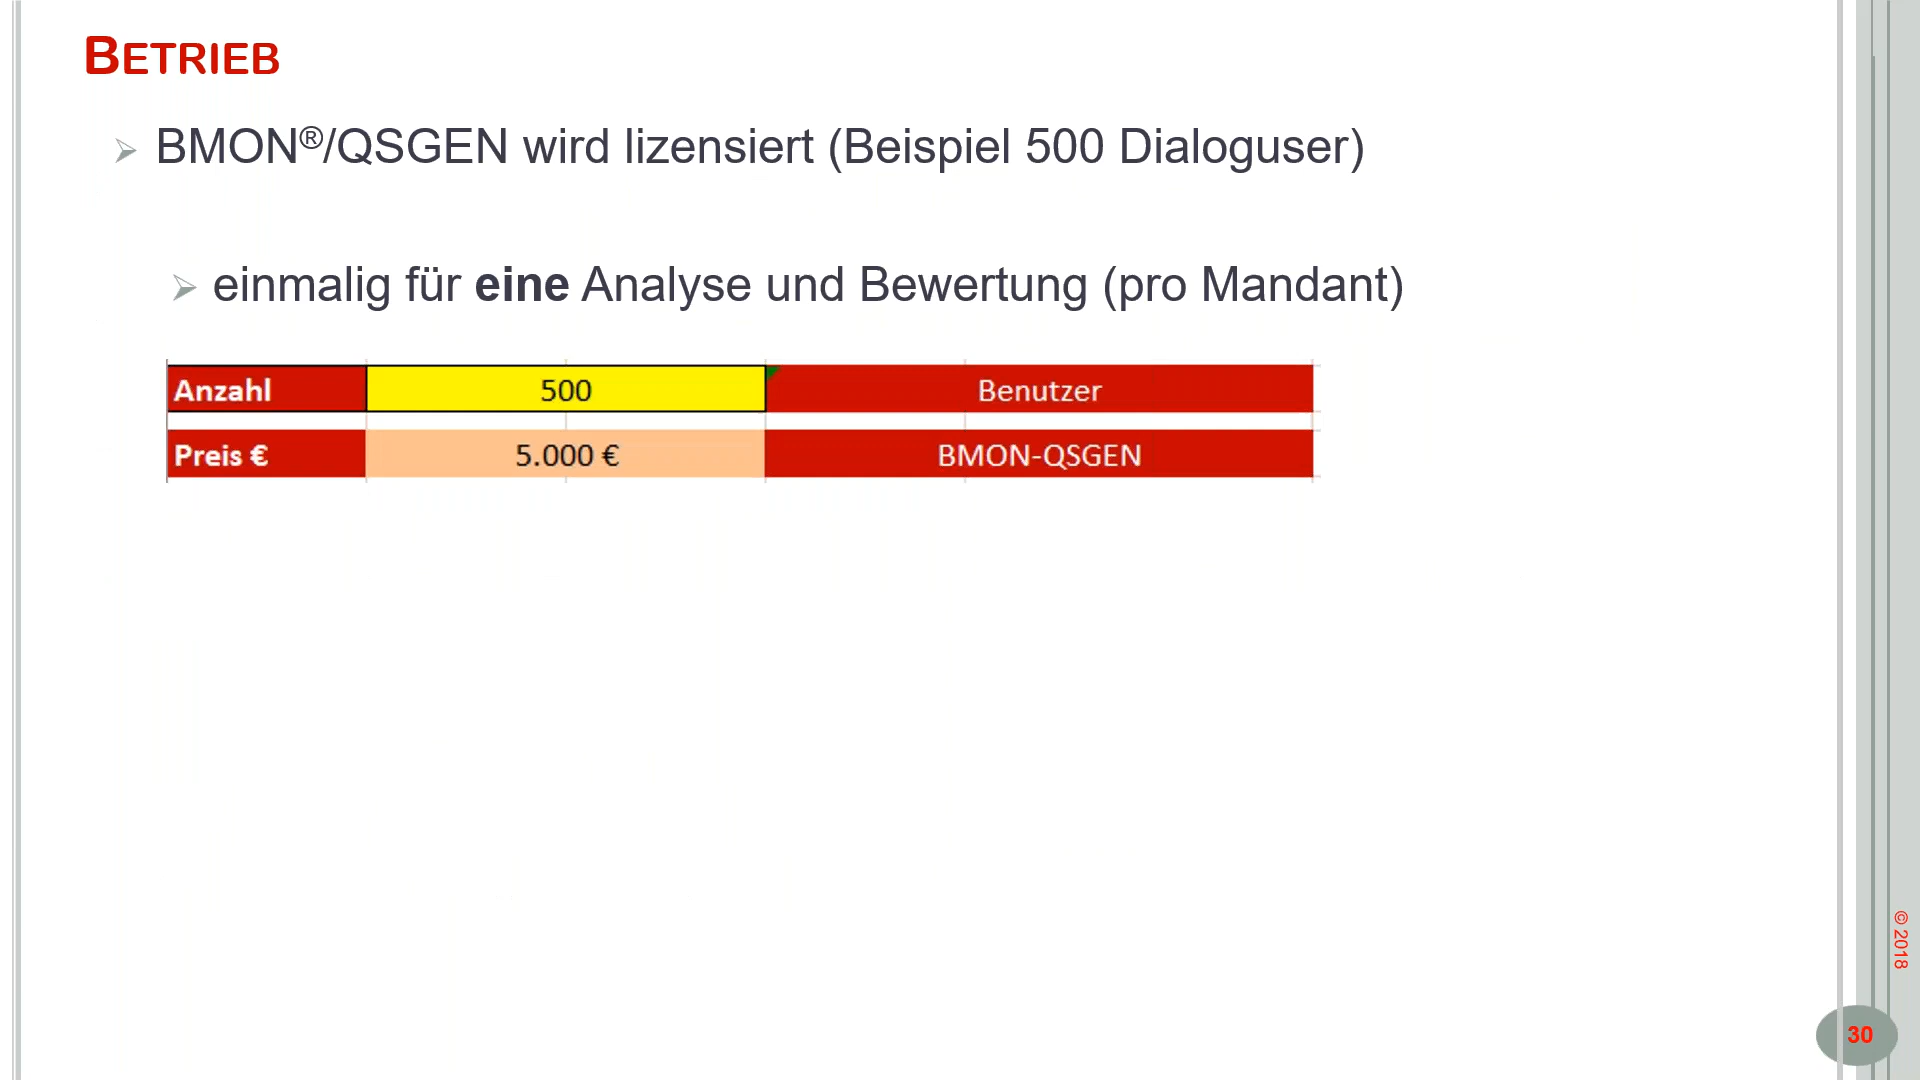 BETRIEB
BMON®/QSGEN wird lizensiert (Beispiel 500 Dialoguser)
einmalig für eine Analyse und Bewertung (pro Mandant)
Anzahl 500 Benutzer
Preis € 5.000 € BMON-QSGEN
© 2018
30